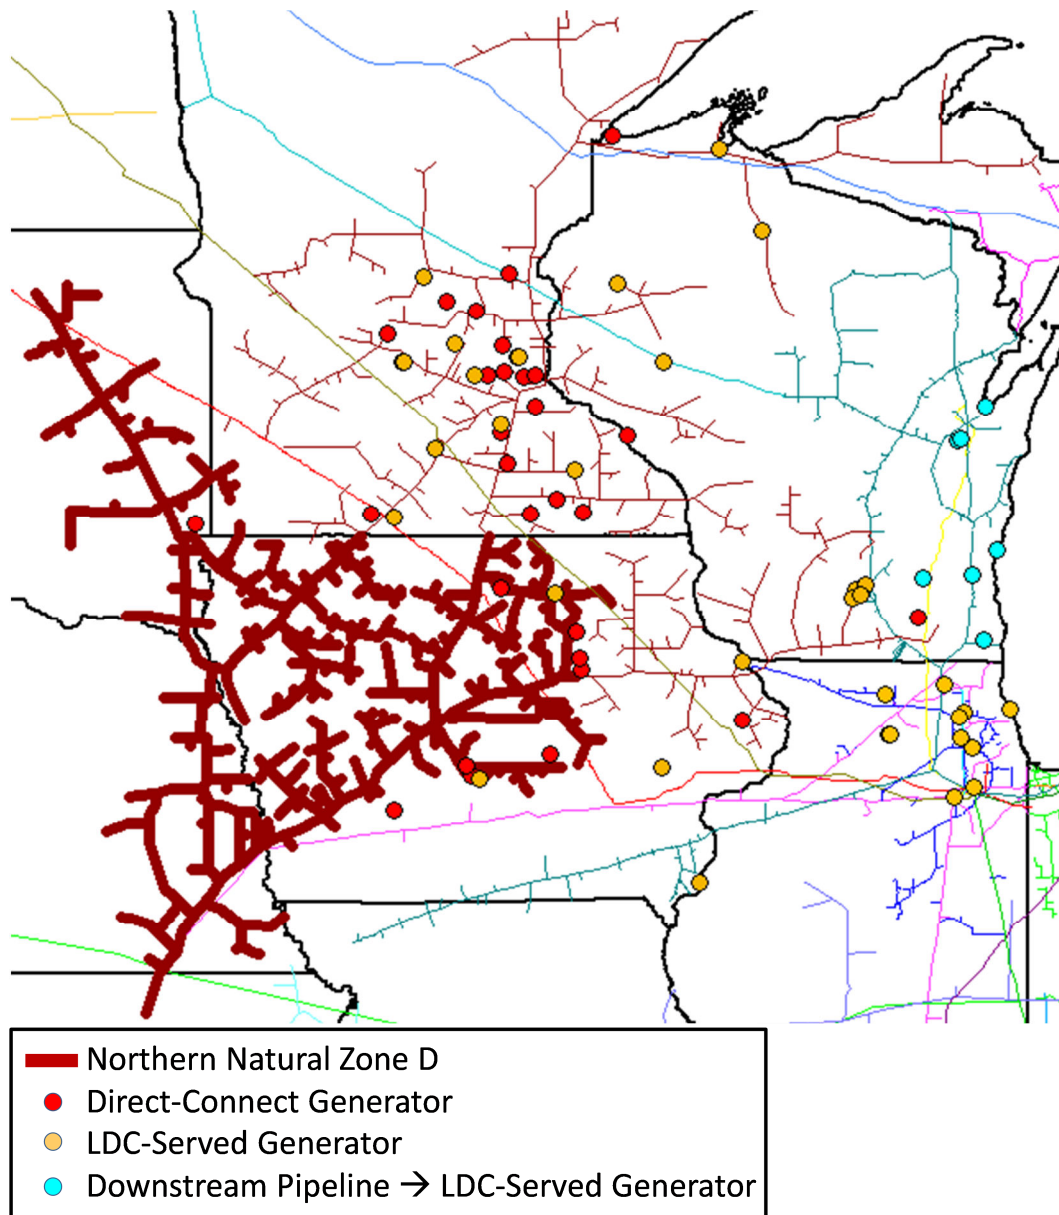 Northern Natural Zone D
Direct-Connect Generator
LDC-Served Generator
Downstream Pipeline → LDC-Served Generator